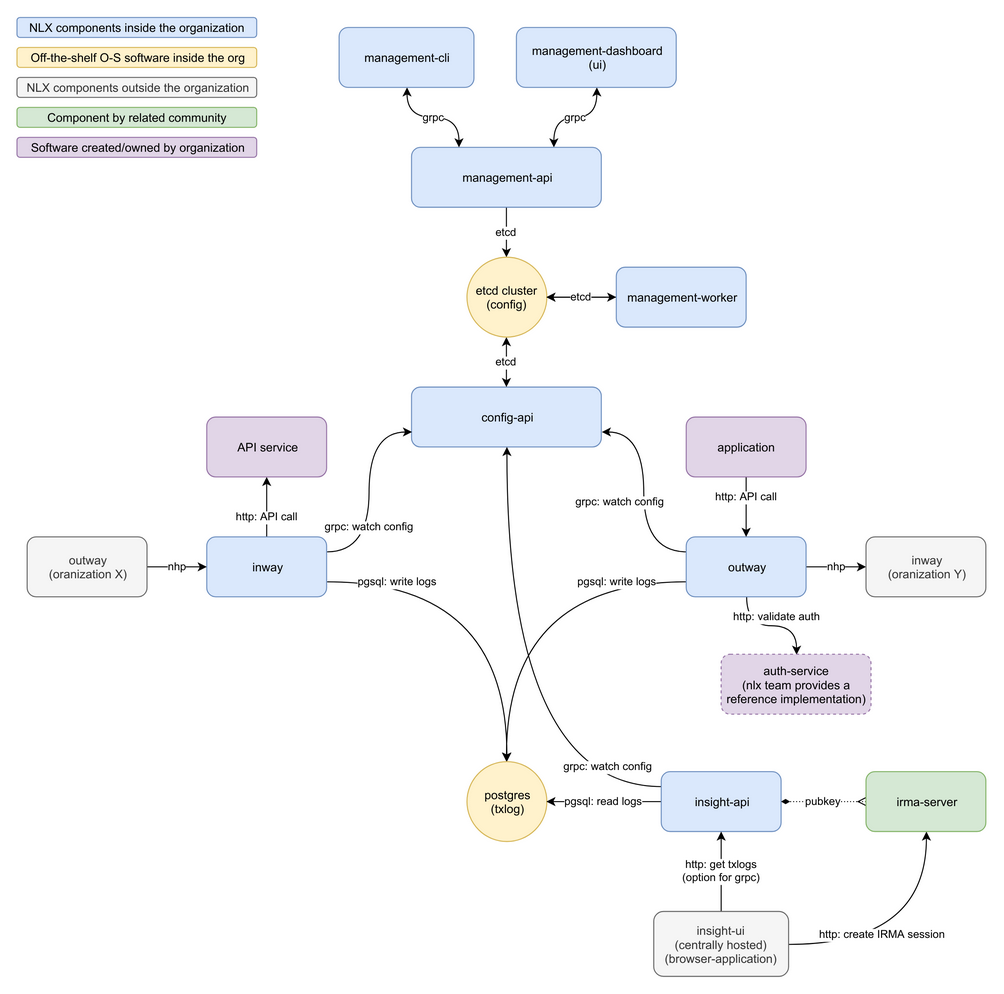 NLX components inside the organization
Off-the-shelf O-S software inside the org
NLX components outside the organization
Component by related community
Software created/owned by organization
management-cli
management-dashboard
(ui)
grpc
grpc
management-api
etcd
etcd cluster
(config)
etcd
management-worker
etcd
config-api
API service
application
http: API call
http: API call
grpc: watch config
grpc: watch config
outway
(oranization X)
nhp
inway
outway
nhp
inway
(oranization Y)
pgsql: write logs
pgsql: write logs
http: validate auth
auth-service
(nlx team provides a
reference implementation)
grpc: watch config
postgres
(txlog)
pgsql: read logs
insight-api
pubkey
irma-server
http: get txlogs
(option for grpc)
insight-ui
(centrally hosted)
(browser-application)
http: create IRMA session